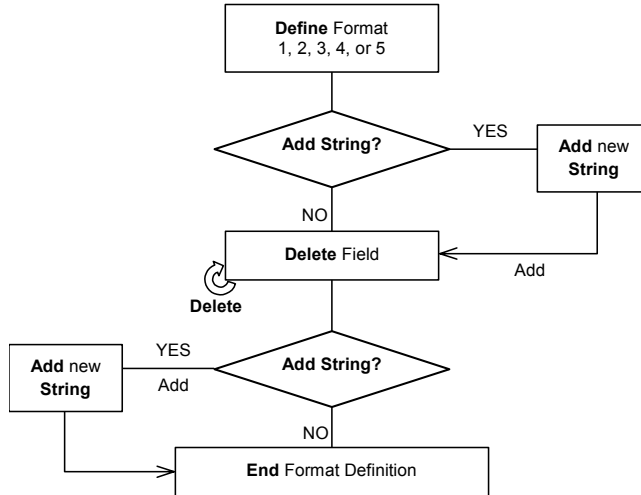 Define Format
1, 2, 3, 4, or 5
Add String?
YES
Add new
String
NO
Delete Field
Add
Delete
Add String?
YES
Add
Add new
String
NO
End Format Definition